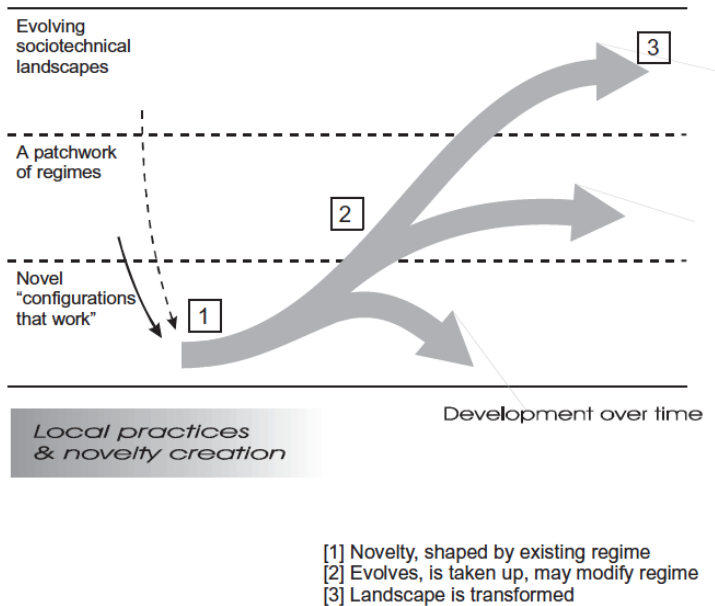 Evolving
sociotechnical
landscapes
3
A patchwork
of regimes
2
Novel
“configurations
that work”
1
Development over time
Local practices
& novelty creation
[1] Novelty, shaped by existing regime
[2] Evolves, is taken up, may modify regime
[3] Landscape is transformed